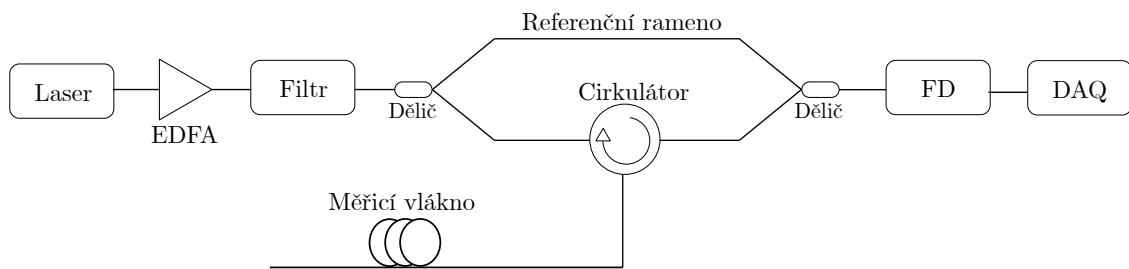 Referenční rameno
Laser
EDFA
Filtr
Dělič
Cirkulátor
Dělič
FD
DAQ
Měřicí vlákno